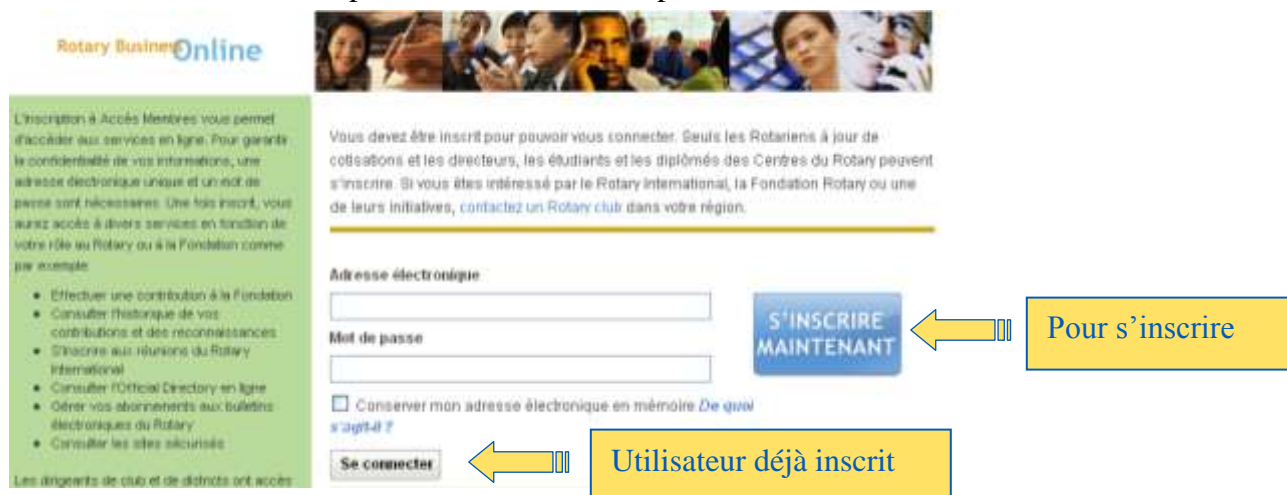 Rotary Business Online
L'inscription à Accès Membres vous permet
d'accéder aux services en ligne. Pour garantir
la confidentialité de vos informations, une
adresse électronique unique et un mot de
passe sont nécessaires. Une fois inscrit, vous
aurez accès à divers services en fonction de
votre rôle au Rotary ou à la Fondation comme
par exemple
• Effectuer une contribution à la Fondation
• Consulter l'historique de vos
contributions et des reconnaissances
• S'inscrire aux réunions du Rotary
International
• Consulter l'Official Directory en ligne
• Gérer vos abonnements aux bulletins
électroniques du Rotary
• Consulter les sites sécurisés
Les dirigeants de club et de districts ont accès
Vous devez être inscrit pour pouvoir vous connecter. Seuls les Rotariens à jour de
cotisations et les directeurs, les étudiants et les diplômés des Centres du Rotary peuvent
s'inscrire. Si vous êtes intéressé par le Rotary International, la Fondation Rotary ou une
de leurs initiatives, contactez un Rotary club dans votre région.
Adresse électronique
Mot de passe
S'INSCRIRE
MAINTENANT
Pour s'inscrire
Conserver mon adresse électronique en mémoire De quoi
s'agit-il ?
Se connecter
Utilisateur déjà inscrit